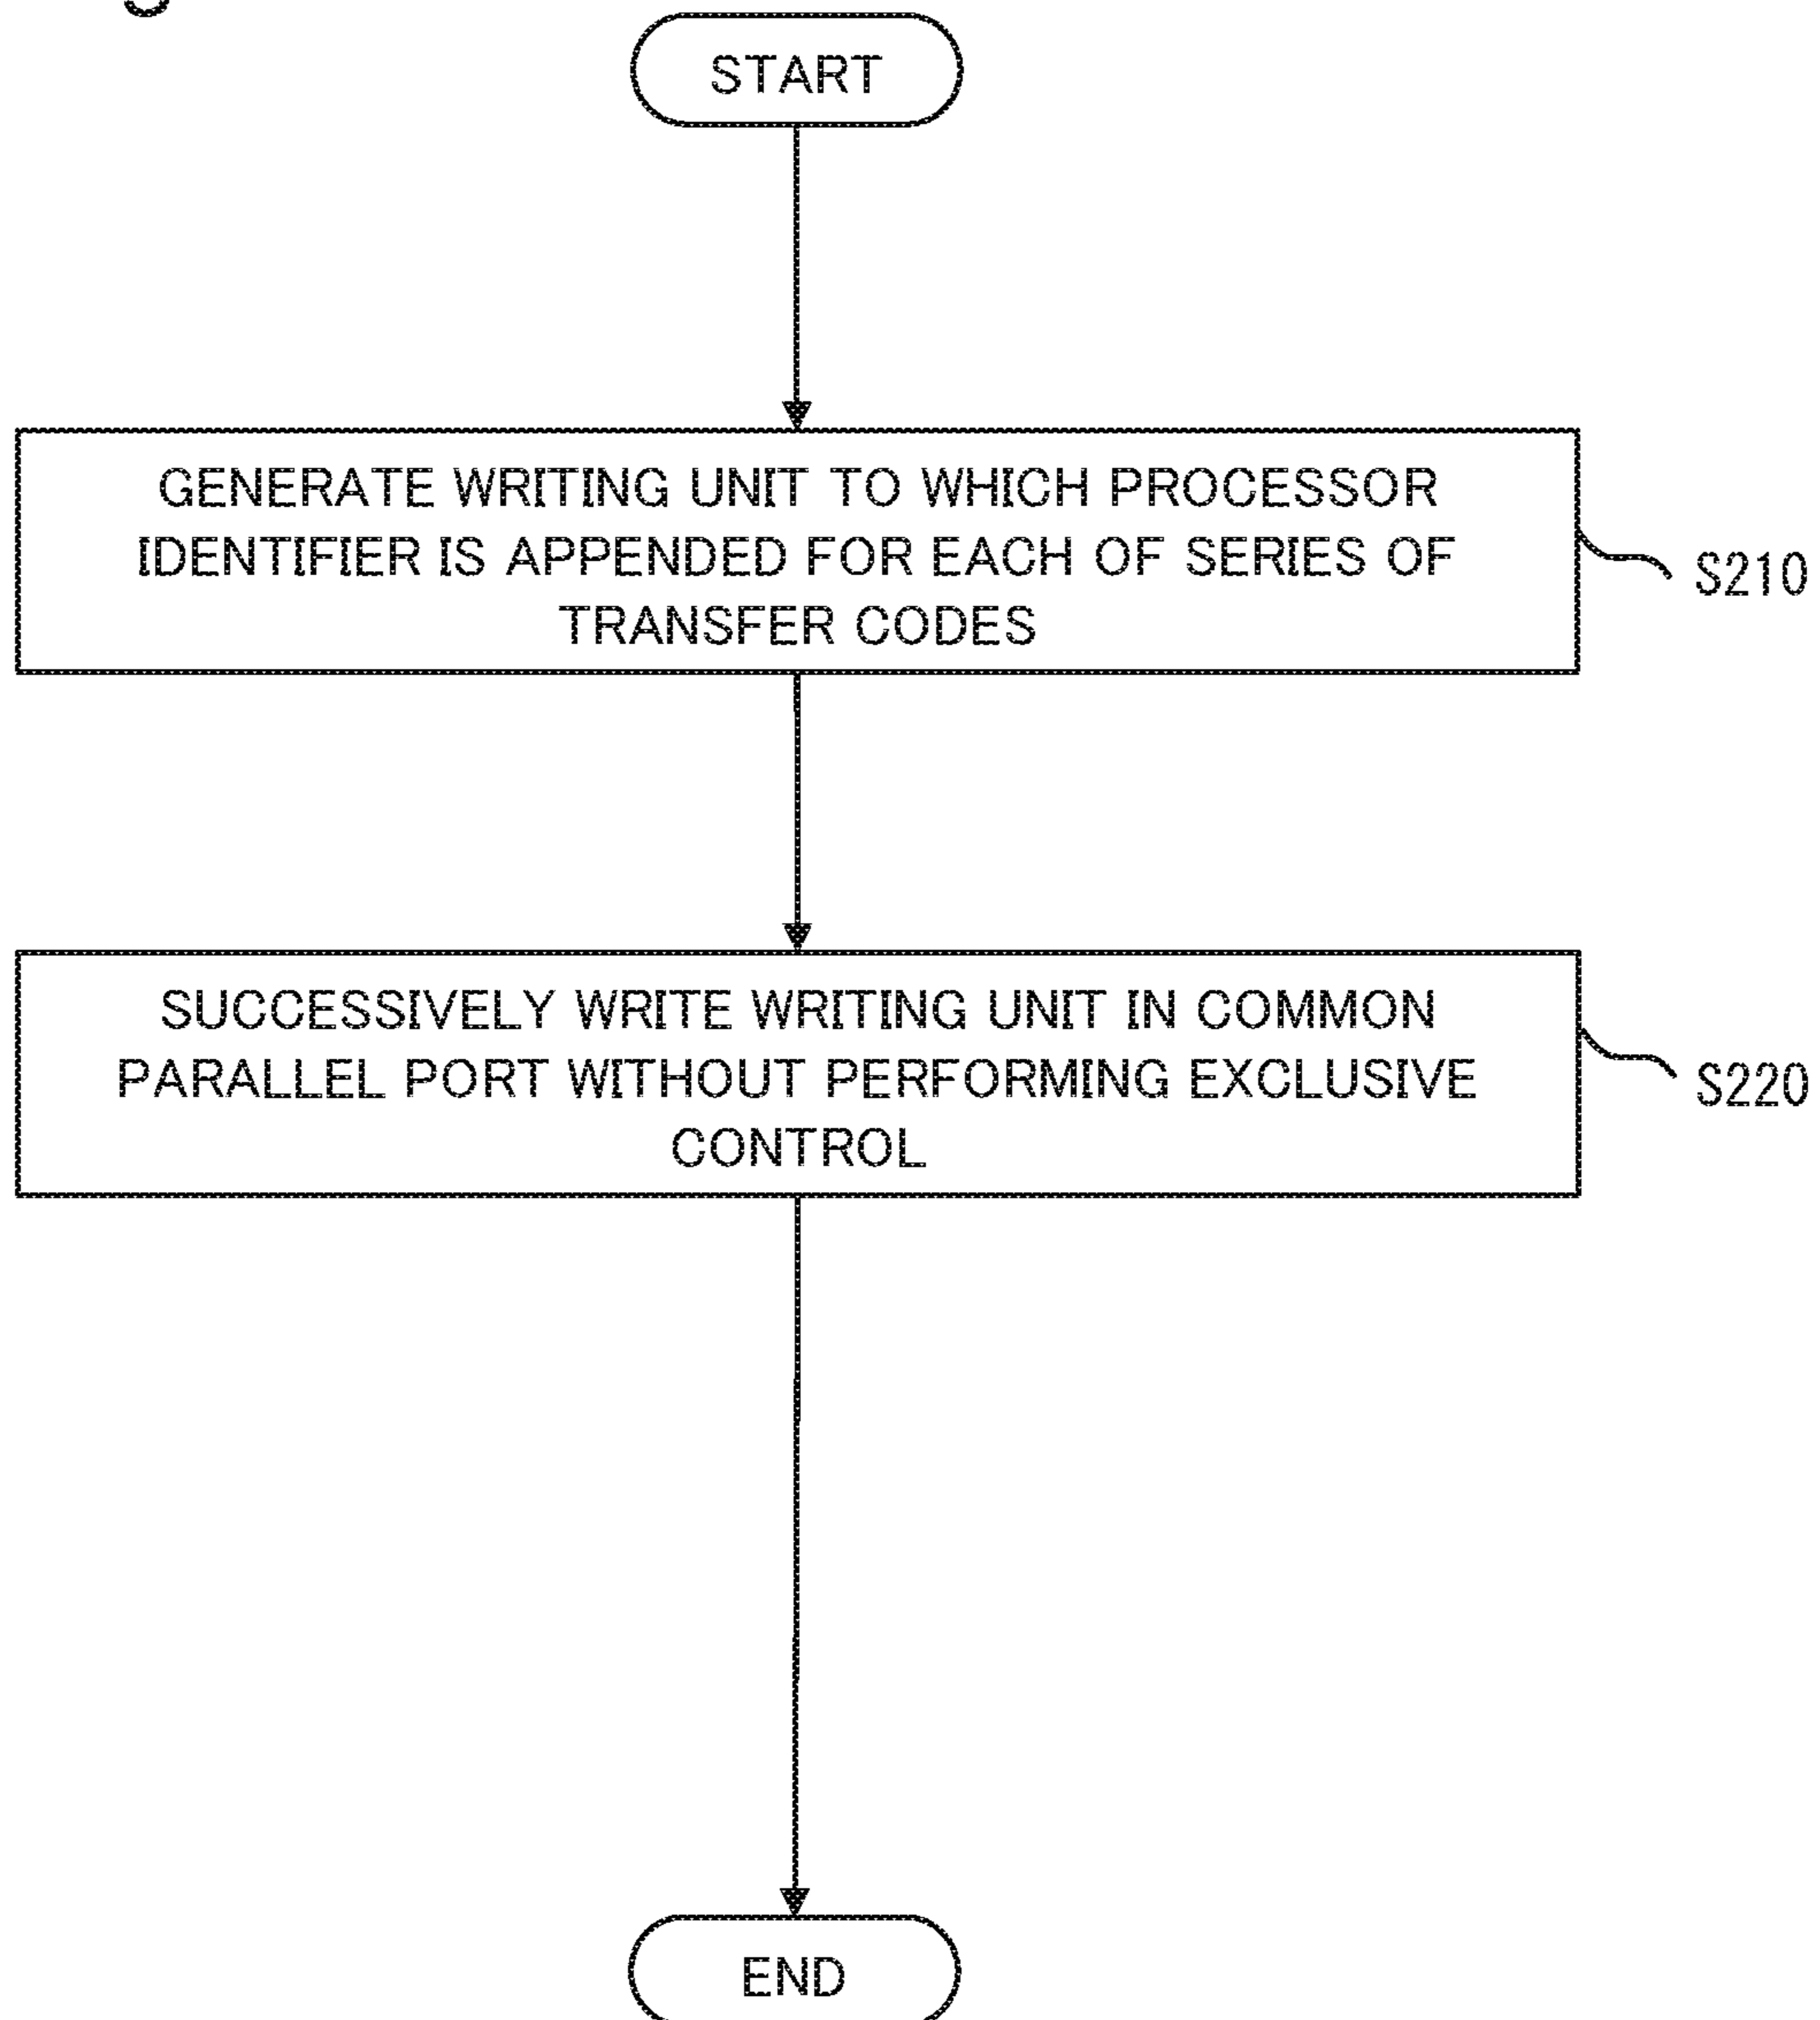 START
GENERATE WRITING UNIT TO WHICH PROCESSOR
IDENTIFIER IS APPENDED FOR EACH OF SERIES OF
TRANSFER CODES
S210
SUCCESSIVELY WRITE WRITING UNIT IN COMMON
PARALLEL PORT WITHOUT PERFORMING EXCLUSIVE
CONTROL
S220
END